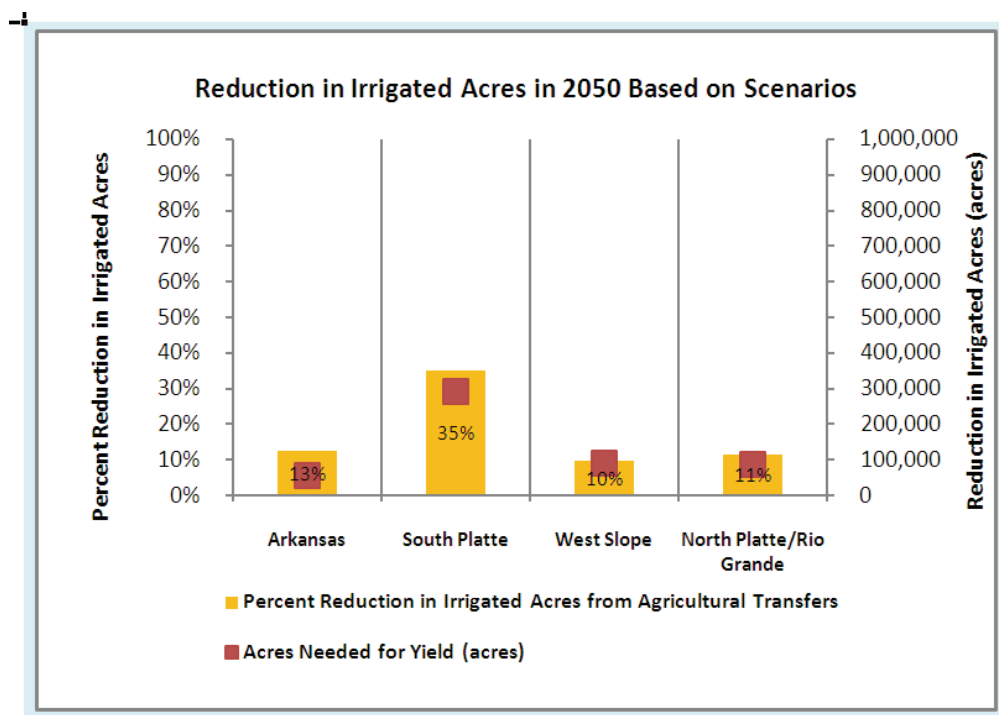 Reduction in Irrigated Acres in 2050 Based on Scenarios
Percent Reduction in Irrigated Acres
100%
90%
80%
70%
60%
50%
40%
30%
20%
10%
0%
13%
35%
10%
11%
1,000,000
900,000
800,000
700,000
600,000
500,000
400,000
300,000
200,000
100,000
0
Reduction in Irrigated Acres (acres)
Arkansas
South Platte
West Slope
North Platte/Rio
Grande
Percent Reduction in Irrigated Acres from Agricultural Transfers
Acres Needed for Yield (acres)